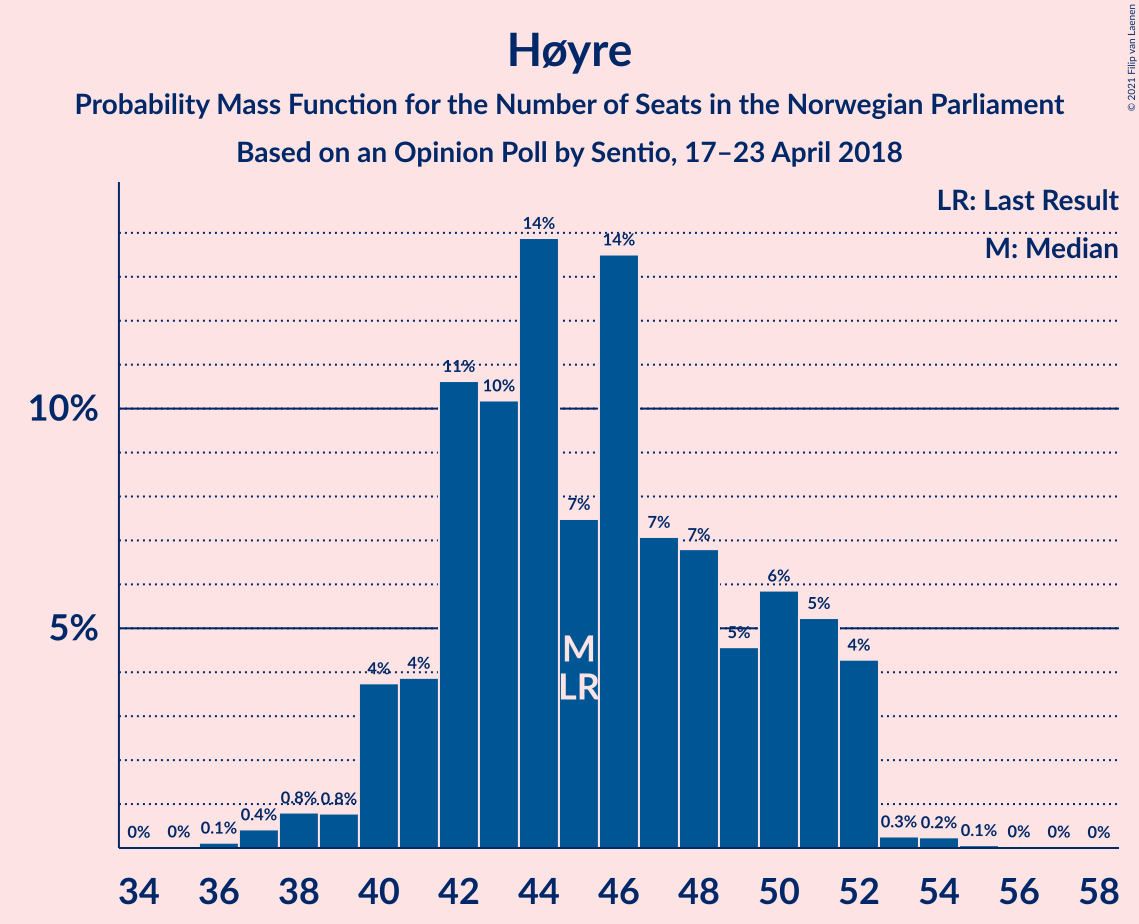 Høyre
Probability Mass Function for the Number of Seats in the Norwegian Parliament
Based on an Opinion Poll by Sentio, 17–23 April 2018
© 2021 Filip van Laenen
LR: Last Result
M: Median
10%
5%
0% 0% 0.1% 0.4% 0.8% 0.8% 4% 4% 11% 10% 14% 7% 14% 7% 7% 5% 6% 5% 4% 0.3% 0.2% 0.1% 0% 0% 0%
M
LR
34 36 38 40 42 44 46 48 50 52 54 56 58